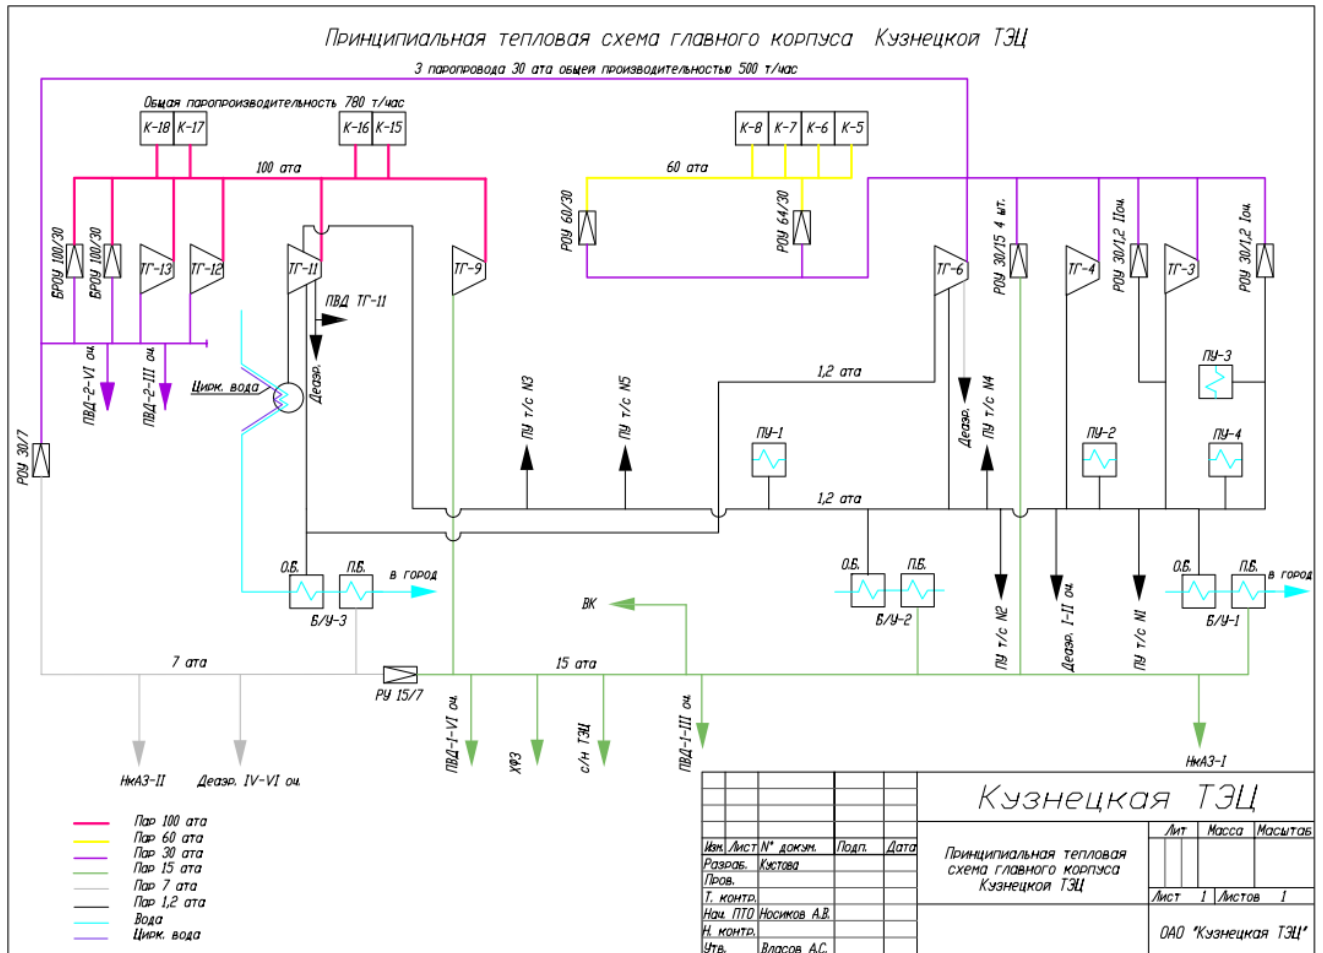 Принципиальная тепловая схема главного корпуса Кузнецкой ТЭЦ
3 паропровода 30 ата общей производительностью 500 т/час
Общая паропроизводительность 780 т/час
К-18 К-17
К-16 К-15
К-8 К-7 К-6 К-5
100 ата
60 ата
БРОУ 100/30
БРОУ 100/30
ТГ-13
ТГ-12
ТГ-11
ТГ-9
РОУ 60/30
РОУ 64/30
ТГ-6
РОУ 30/15 4 шт.
ТГ-4
РОУ 30/1,2 IIоч.
ТГ-3
РОУ 30/1,2 Iоч.
ПВД ТГ-11
Деаэр.
ПВД-2-VI оч.
ПВД-2-III оч.
Цирк. вода
1,2 ата
ПУ т/с N3
ПУ т/с N5
Деаэр.
ПУ т/с N4
ПУ-3
ПУ-1
ПУ-2
ПУ-4
РОУ 30/7
1,2 ата
О.Б.
П.Б.
в город
Б/У-3
ВК
О.Б.
П.Б.
Б/У-2
ПУ т/с N2
Деаэр. I-II оч.
ПУ т/с N1
О.Б.
П.Б.
в город
Б/У-1
7 ата
РУ 15/7
15 ата
ПВД-1-VI оч.
ХФЗ
с/н ТЭЦ
ПВД-1-III оч.
НкАЗ-I
НкАЗ-II
Деаэр. IV-VI оч.
Пар 100 ата
Пар 60 ата
Пар 30 ата
Пар 15 ата
Пар 7 ата
Пар 1,2 ата
Вода
Цирк. вода
Кузнецкая ТЭЦ
Изм. Лист N° докум. Подп. Дата
Разраб. Кустова
Пров.
Т. контр.
Нач. ПТО Носиков А.В.
Н. контр.
Утв. Власов А.С.
Принципиальная тепловая
схема главного корпуса
Кузнецкой ТЭЦ
Лит Масса Масштаб
Лист 1 Листов 1
ОАО "Кузнецкая ТЭЦ"